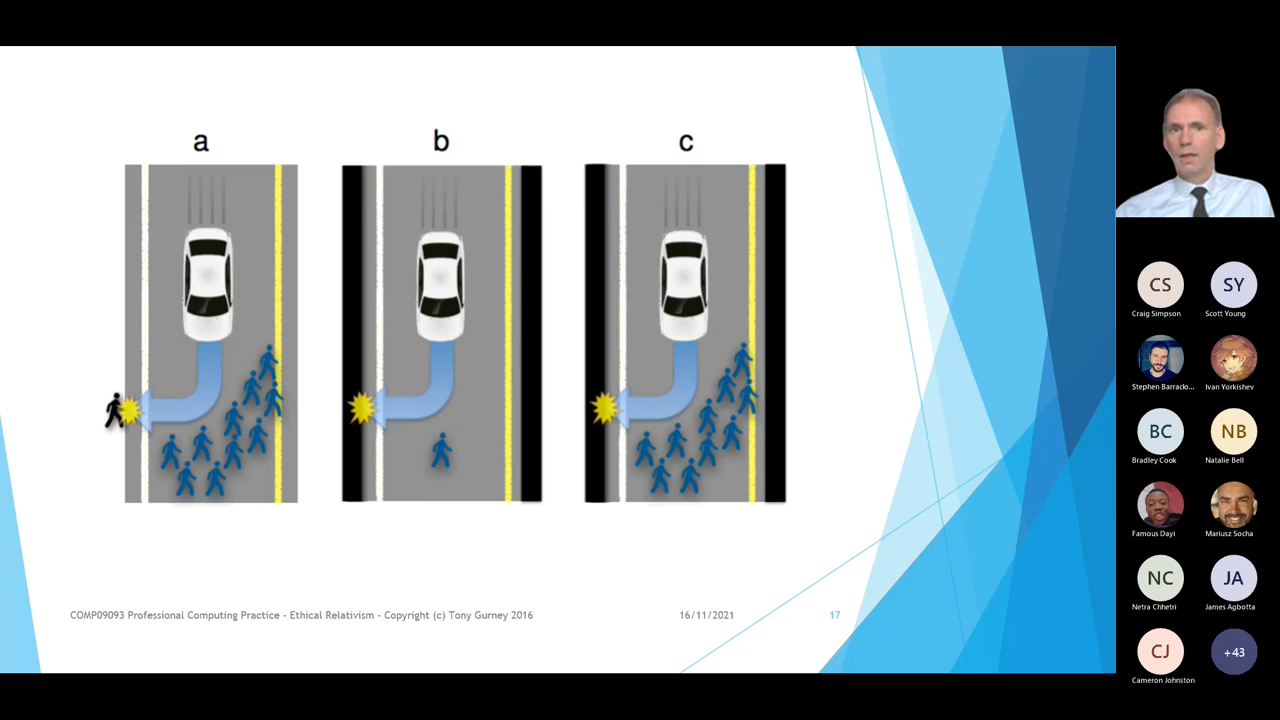 a
b
c
COMP09093 Professional Computing Practice - Ethical Relativism - Copyright (c) Tony Gurney 2016
16/11/2021
17
CS
SY
Craig Simpson
Scott Young
Stephen Barraclo...
Ivan Yorkishev
BC
NB
Bradley Cook
Natalie Bell
Famous Dayi
Mariusz Socha
NC
JA
Netra Chhetri
James Agbotta
CJ
+43
Cameron Johnston